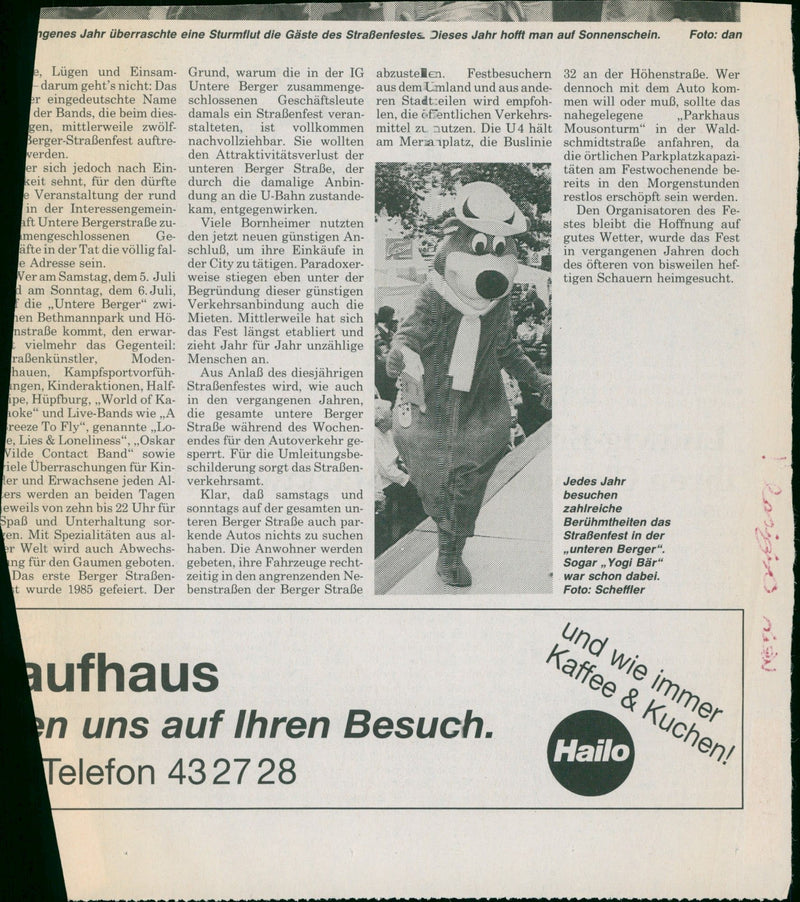 ngenes Jahr überraschte eine Sturmflut die Gäste des Straßenfestes. Dieses Jahr hofft man auf Sonnenschein. Foto: dan
e, Lügen und Einsam-
– darum geht's nicht: Das
er eingedeutschte Name
der Bands, die beim dies-
gen, mittlerweile zwölf-
Berger-Straßenfest auftre-
werden.
er sich jedoch nach Ein-
keit sehnt, für den dürfte
e Veranstaltung der rund
in der Interessengemein-
aft Untere Bergerstraße zu-
mmengeschlossenen Ge-
äfte in der Tat die völlig fal-
e Adresse sein.
Wer am Samstag, dem 5. Juli
d am Sonntag, dem 6. Juli,
f die „Untere Berger“ zwi-
hen Bethmannpark und Hö-
nstraße kommt, den erwar-
t vielmehr das Gegenteil:
raßenkünstler, Moden-
hauen, Kampfsportvorfüh-
ngen, Kinderaktionen, Half-
ipe, Hüpfburg, „World of Ka-
aoke“ und Live-Bands wie „A
reeze To Fly“, genannte „Lo-
e, Lies & Loneliness“, „Oskar
Wilde Contact Band“ sowie
iele Überraschungen für Kin-
er und Erwachsene jeden Al-
ers werden an beiden Tagen
eweils von zehn bis 22 Uhr für
Spaß und Unterhaltung sor-
en. Mit Spezialitäten aus al-
er Welt wird auch Abwechs-
ng für den Gaumen geboten.
Das erste Berger Straßen-
t wurde 1985 gefeiert. Der
Grund, warum die in der IG
Untere Berger zusammenge-
schlossenen Geschäftsleute
damals ein Straßenfest veran-
stalteten, ist vollkommen
nachvollziehbar. Sie wollten
den Attraktivitätsverlust der
unteren Berger Straße, der
durch die damalige Anbin-
dung an die U-Bahn zustande-
kam, entgegenwirken.
Viele Bornheimer nutzten
den jetzt neuen günstigen An-
schluß, um ihre Einkäufe in
der City zu tätigen. Paradoxer-
weise stiegen eben unter der
Begründung dieser günstigen
Verkehrsanbindung auch die
Mieten. Mittlerweile hat sich
das Fest längst etabliert und
zieht Jahr für Jahr unzählige
Menschen an.
Aus Anlaß des diesjährigen
Straßenfestes wird, wie auch
in den vergangenen Jahren,
die gesamte untere Berger
Straße während des Wochen-
endes für den Autoverkehr ge-
sperrt. Für die Umleitungsbe-
schilderung sorgt das Straßen-
verkehrsamt.
Klar, daß samstags und
sonntags auf der gesamten un-
teren Berger Straße auch par-
kende Autos nichts zu suchen
haben. Die Anwohner werden
gebeten, ihre Fahrzeuge recht-
zeitig in den angrenzenden Ne-
benstraßen der Berger Straße
abzustellen. Festbesuchern
aus dem Umland und aus ande-
ren Stadtteilen wird empfoh-
len, die öffentlichen Verkehrs-
mittel zu nutzen. Die U4 hält
am Merianplatz, die Buslinie
32 an der Höhenstraße. Wer
dennoch mit dem Auto kom-
men will oder muß, sollte das
nahegelegene „Parkhaus
Mousonturm“ in der Wald-
schmidtstraße anfahren, da
die örtlichen Parkplatzkapazi-
täten am Festwochenende be-
reits in den Morgenstunden
restlos erschöpft sein werden.
Den Organisatoren des Fe-
stes bleibt die Hoffnung auf
gutes Wetter, wurde das Fest
in vergangenen Jahren doch
des öfteren von bisweilen hef-
tigen Schauern heimgesucht.
Jedes Jahr
besuchen
zahlreiche
Berühmtheiten das
Straßenfest in der
„unteren Berger“.
Sogar „Yogi Bär“
war schon dabei.
Foto: Scheffler
aufhaus
en uns auf Ihren Besuch.
Telefon 43 27 28
und wie immer
Kaffee & Kuchen!
Hailo